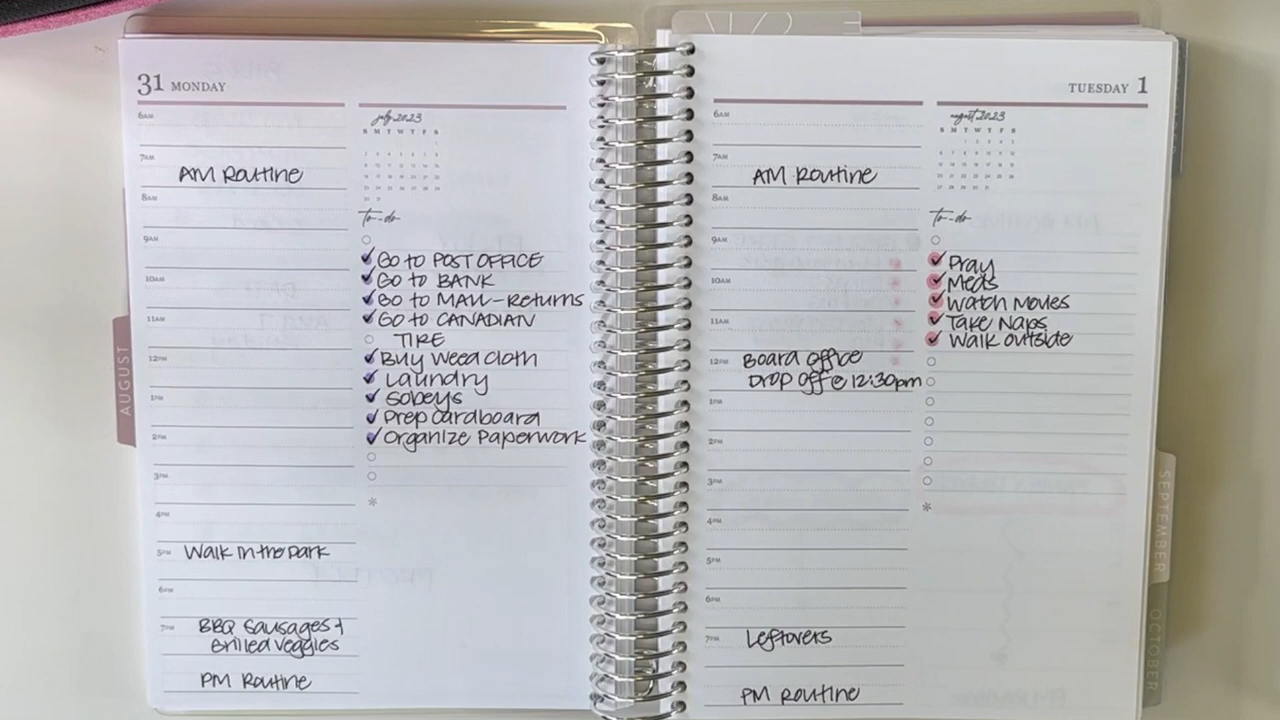 31 MONDAY
6AM
7AM
AM Routine
8AM
9AM
10AM
11AM
12PM
1PM
2PM
3PM
4PM
5PM Walk in the Park
6PM
7PM BBQ Sausages +
Grilled Veggies
PM Routine
july 2023
S M T W T F S
to-do
Go to POST OFFICE
Go to BANK
Go to MALL - Returns
Go to CANADIAN
TIRE
Buy Weed Cloth
Laundry
Sobeys
Prep Cardboard
Organize Paperwork
*
TUESDAY 1
6AM
7AM
AM Routine
8AM
9AM
10AM
11AM
12PM Board Office
Drop off @ 12:30pm
1PM
2PM
3PM
4PM
5PM
6PM
7PM Leftovers
PM Routine
august 2023
S M T W T F S
to-do
Pray
Meds
Watch Movies
Take Naps
Walk Outside
*
AUGUST
SEPTEMBER
OCTOBER